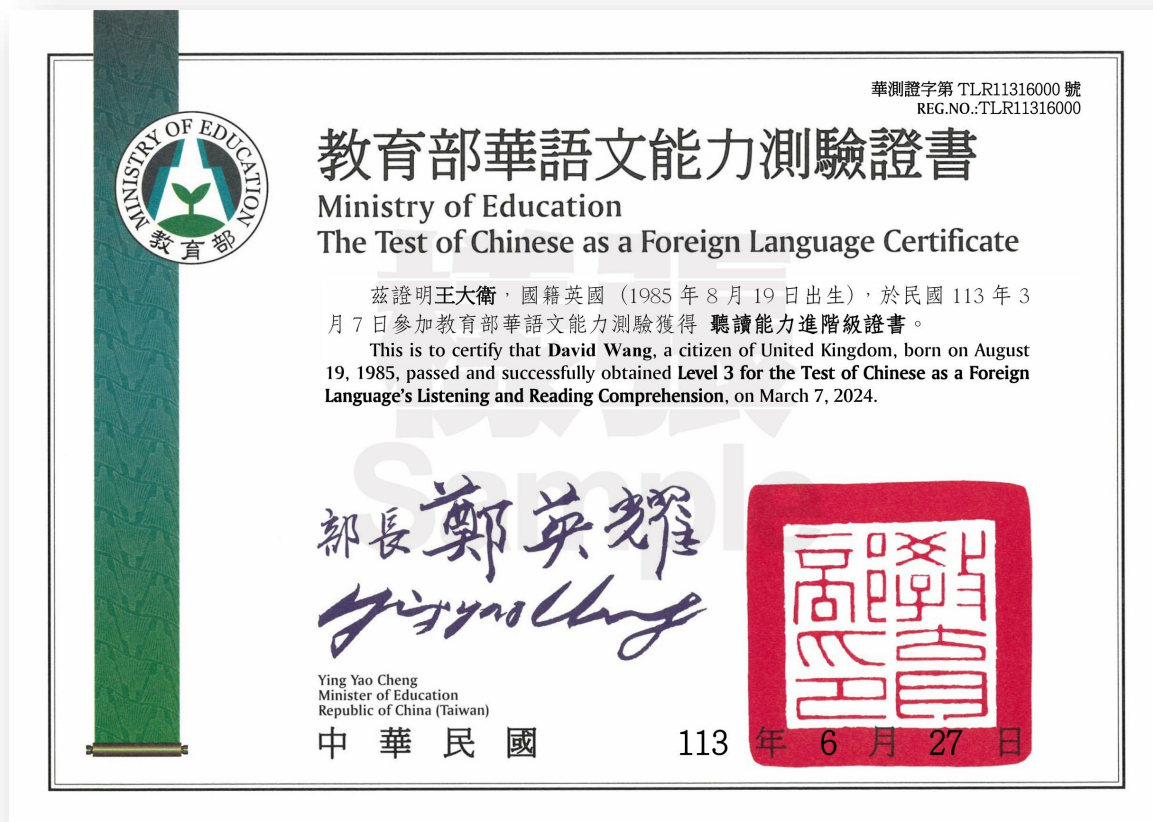 華測證字第 TLR11316000 號
REG.NO.:TLR11316000
MINISTRY OF EDUCATION
教育部
教育部華語文能力測驗證書
Ministry of Education
The Test of Chinese as a Foreign Language Certificate
茲證明王大衛，國籍英國（1985 年 8 月 19 日出生），於民國 113 年 3
月 7 日參加教育部華語文能力測驗獲得 聽讀能力進階級證書。
This is to certify that David Wang, a citizen of United Kingdom, born on August
19, 1985, passed and successfully obtained Level 3 for the Test of Chinese as a Foreign
Language's Listening and Reading Comprehension, on March 7, 2024.
樣張
Sample
部長 鄭英耀
Yingyao Cheng
教育部印
Ying Yao Cheng
Minister of Education
Republic of China (Taiwan)
中華民國 113 年 6 月 27 日